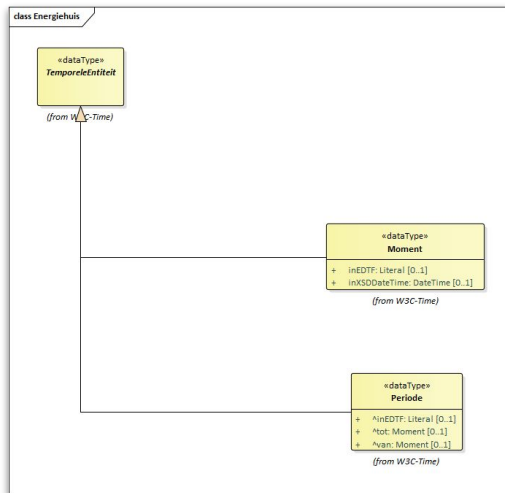 class Energiehuis
«dataType»
TemporeleEntiteit
(from W3C-Time)
«dataType»
Moment
+ inEDTF: Literal [0..1]
+ inXSDDateTime: DateTime [0..1]
(from W3C-Time)
«dataType»
Periode
+ ^inEDTF: Literal [0..1]
+ ^tot: Moment [0..1]
+ ^van: Moment [0..1]
(from W3C-Time)